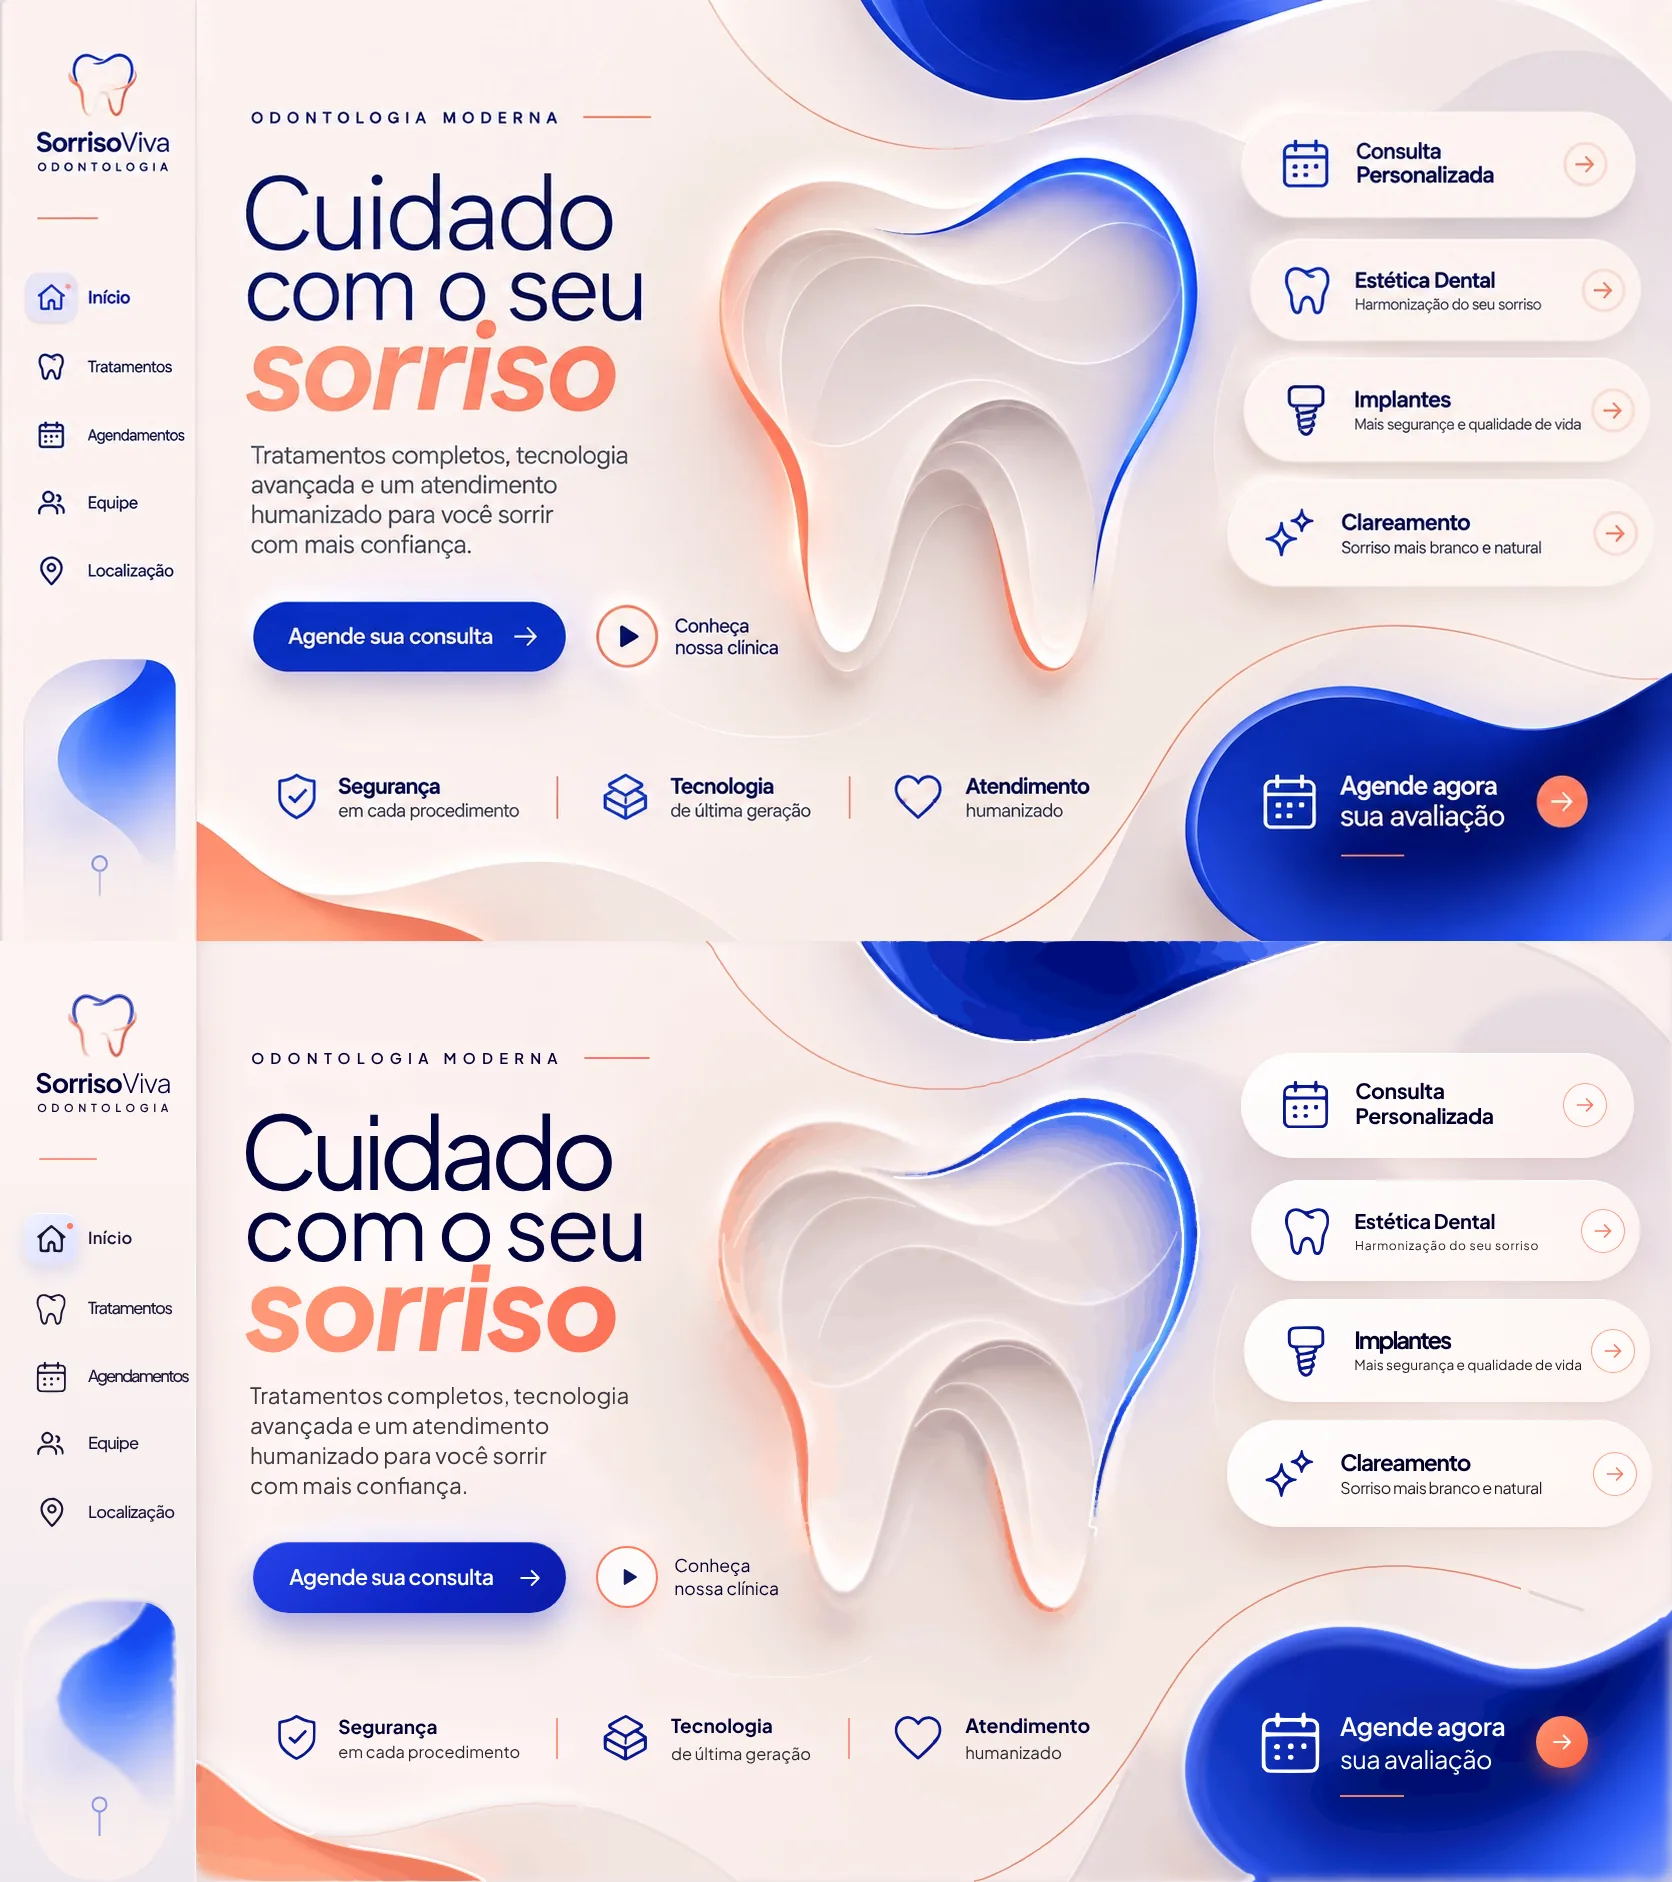 SorrisoViva
ODONTOLOGIA
Início
Tratamentos
Agendamentos
Equipe
Localização
ODONTOLOGIA MODERNA
Cuidado
com o seu
sorriso
Tratamentos completos, tecnologia
avançada e um atendimento
humanizado para você sorrir
com mais confiança.
Agende sua consulta
Conheça
nossa clínica
Segurança
em cada procedimento
Tecnologia
de última geração
Atendimento
humanizado
Consulta
Personalizada
Estética Dental
Harmonização do seu sorriso
Implantes
Mais segurança e qualidade de vida
Clareamento
Sorriso mais branco e natural
Agende agora
sua avaliação
SorrisoViva
ODONTOLOGIA
Início
Tratamentos
Agendamentos
Equipe
Localização
ODONTOLOGIA MODERNA
Cuidado
com o seu
sorriso
Tratamentos completos, tecnologia
avançada e um atendimento
humanizado para você sorrir
com mais confiança.
Agende sua consulta
Conheça
nossa clínica
Segurança
em cada procedimento
Tecnologia
de última geração
Atendimento
humanizado
Consulta
Personalizada
Estética Dental
Harmonização do seu sorriso
Implantes
Mais segurança e qualidade de vida
Clareamento
Sorriso mais branco e natural
Agende agora
sua avaliação